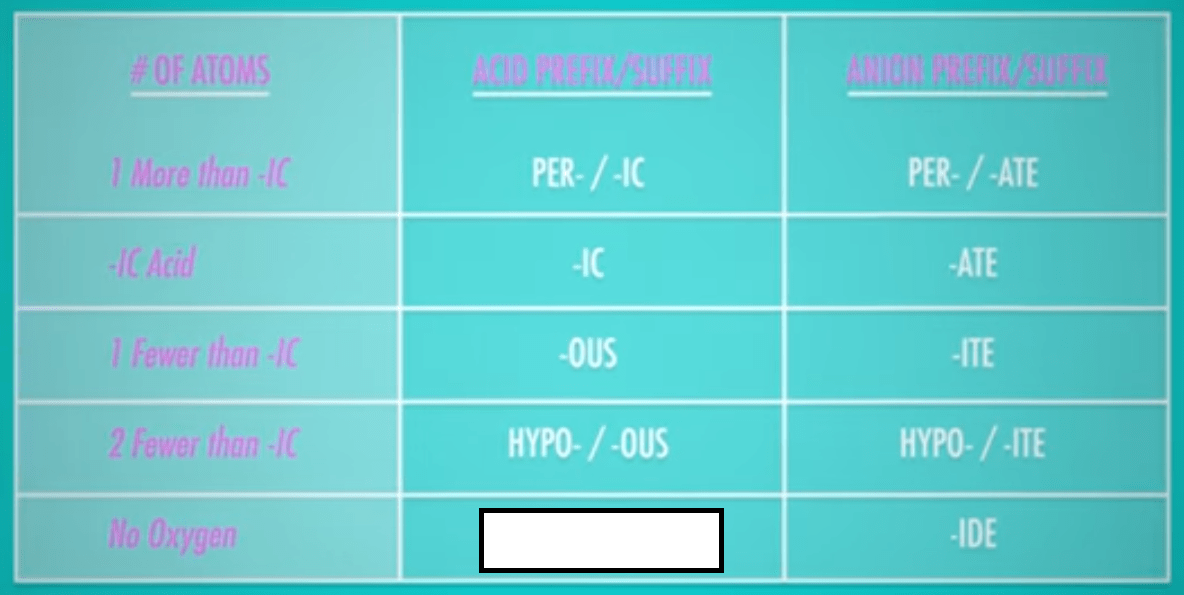 # OF ATOMS ACID PREFIX/SUFFIX ANION PREFIX/SUFFIX
1 More than -IC PER- / -IC PER- / -ATE
-IC Acid -IC -ATE
1 Fewer than -IC -OUS -ITE
2 Fewer than -IC HYPO- / -OUS HYPO- / -ITE
No Oxygen -IDE